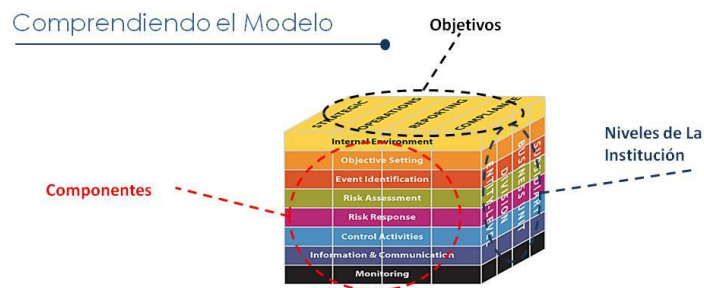 Comprendiendo el Modelo
Objetivos
STRATEGIC
OPERATIONS
REPORTING
COMPLIANCE
Niveles de La
Institución
Componentes
Internal Environment
Objective Setting
Event Identification
Risk Assessment
Risk Response
Control Activities
Information & Communication
Monitoring
ENTITY-LEVEL
DIVISION
BUSINESS UNIT
SUBSIDIARY